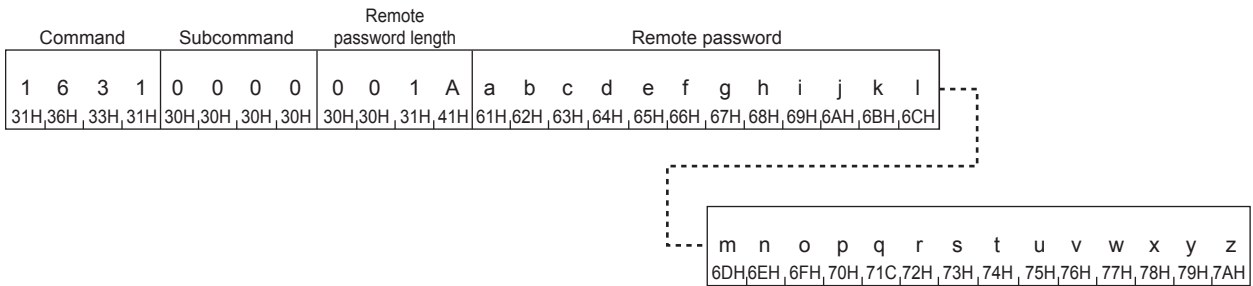 Command Subcommand Remote password length Remote password
1 6 3 1 0 0 0 0 0 0 1 A a b c d e f g h i j k l
31H 36H 33H 31H 30H 30H 30H 30H 30H 30H 31H 41H 61H 62H 63H 64H 65H 66H 67H 68H 69H 6AH 6BH 6CH
m n o p q r s t u v w x y z
6DH 6EH 6FH 70H 71C 72H 73H 74H 75H 76H 77H 78H 79H 7AH